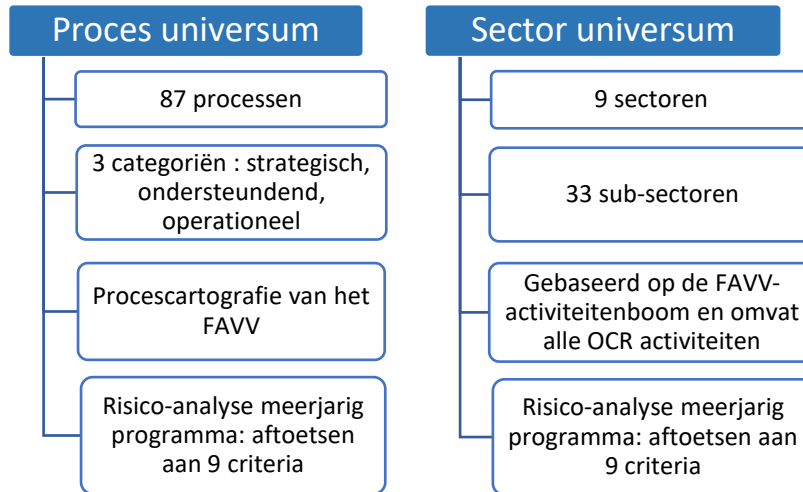 Proces universum
87 processen
3 categoriën : strategisch,
ondersteundend,
operationeel
Procescartografie van het
FAVV
Risico-analyse meerjarig
programma: aftoetsen
aan 9 criteria
Sector universum
9 sectoren
33 sub-sectoren
Gebaseerd op de FAVV-
activiteitenboom en omvat
alle OCR activiteiten
Risico-analyse meerjarig
programma: aftoetsen aan
9 criteria